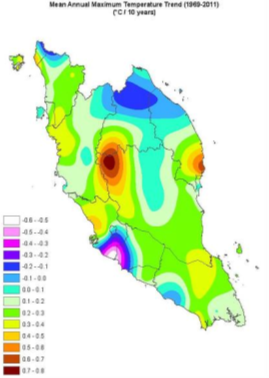 Mean Annual Maximum Temperature Trend (1969-2011)
(°C / 10 years)
-0.6 - -0.5
-0.5 - -0.4
-0.4 - -0.3
-0.3 - -0.2
-0.2 - -0.1
-0.1 - 0.0
0.0 - 0.1
0.1 - 0.2
0.2 - 0.3
0.3 - 0.4
0.4 - 0.5
0.5 - 0.6
0.6 - 0.7
0.7 - 0.8